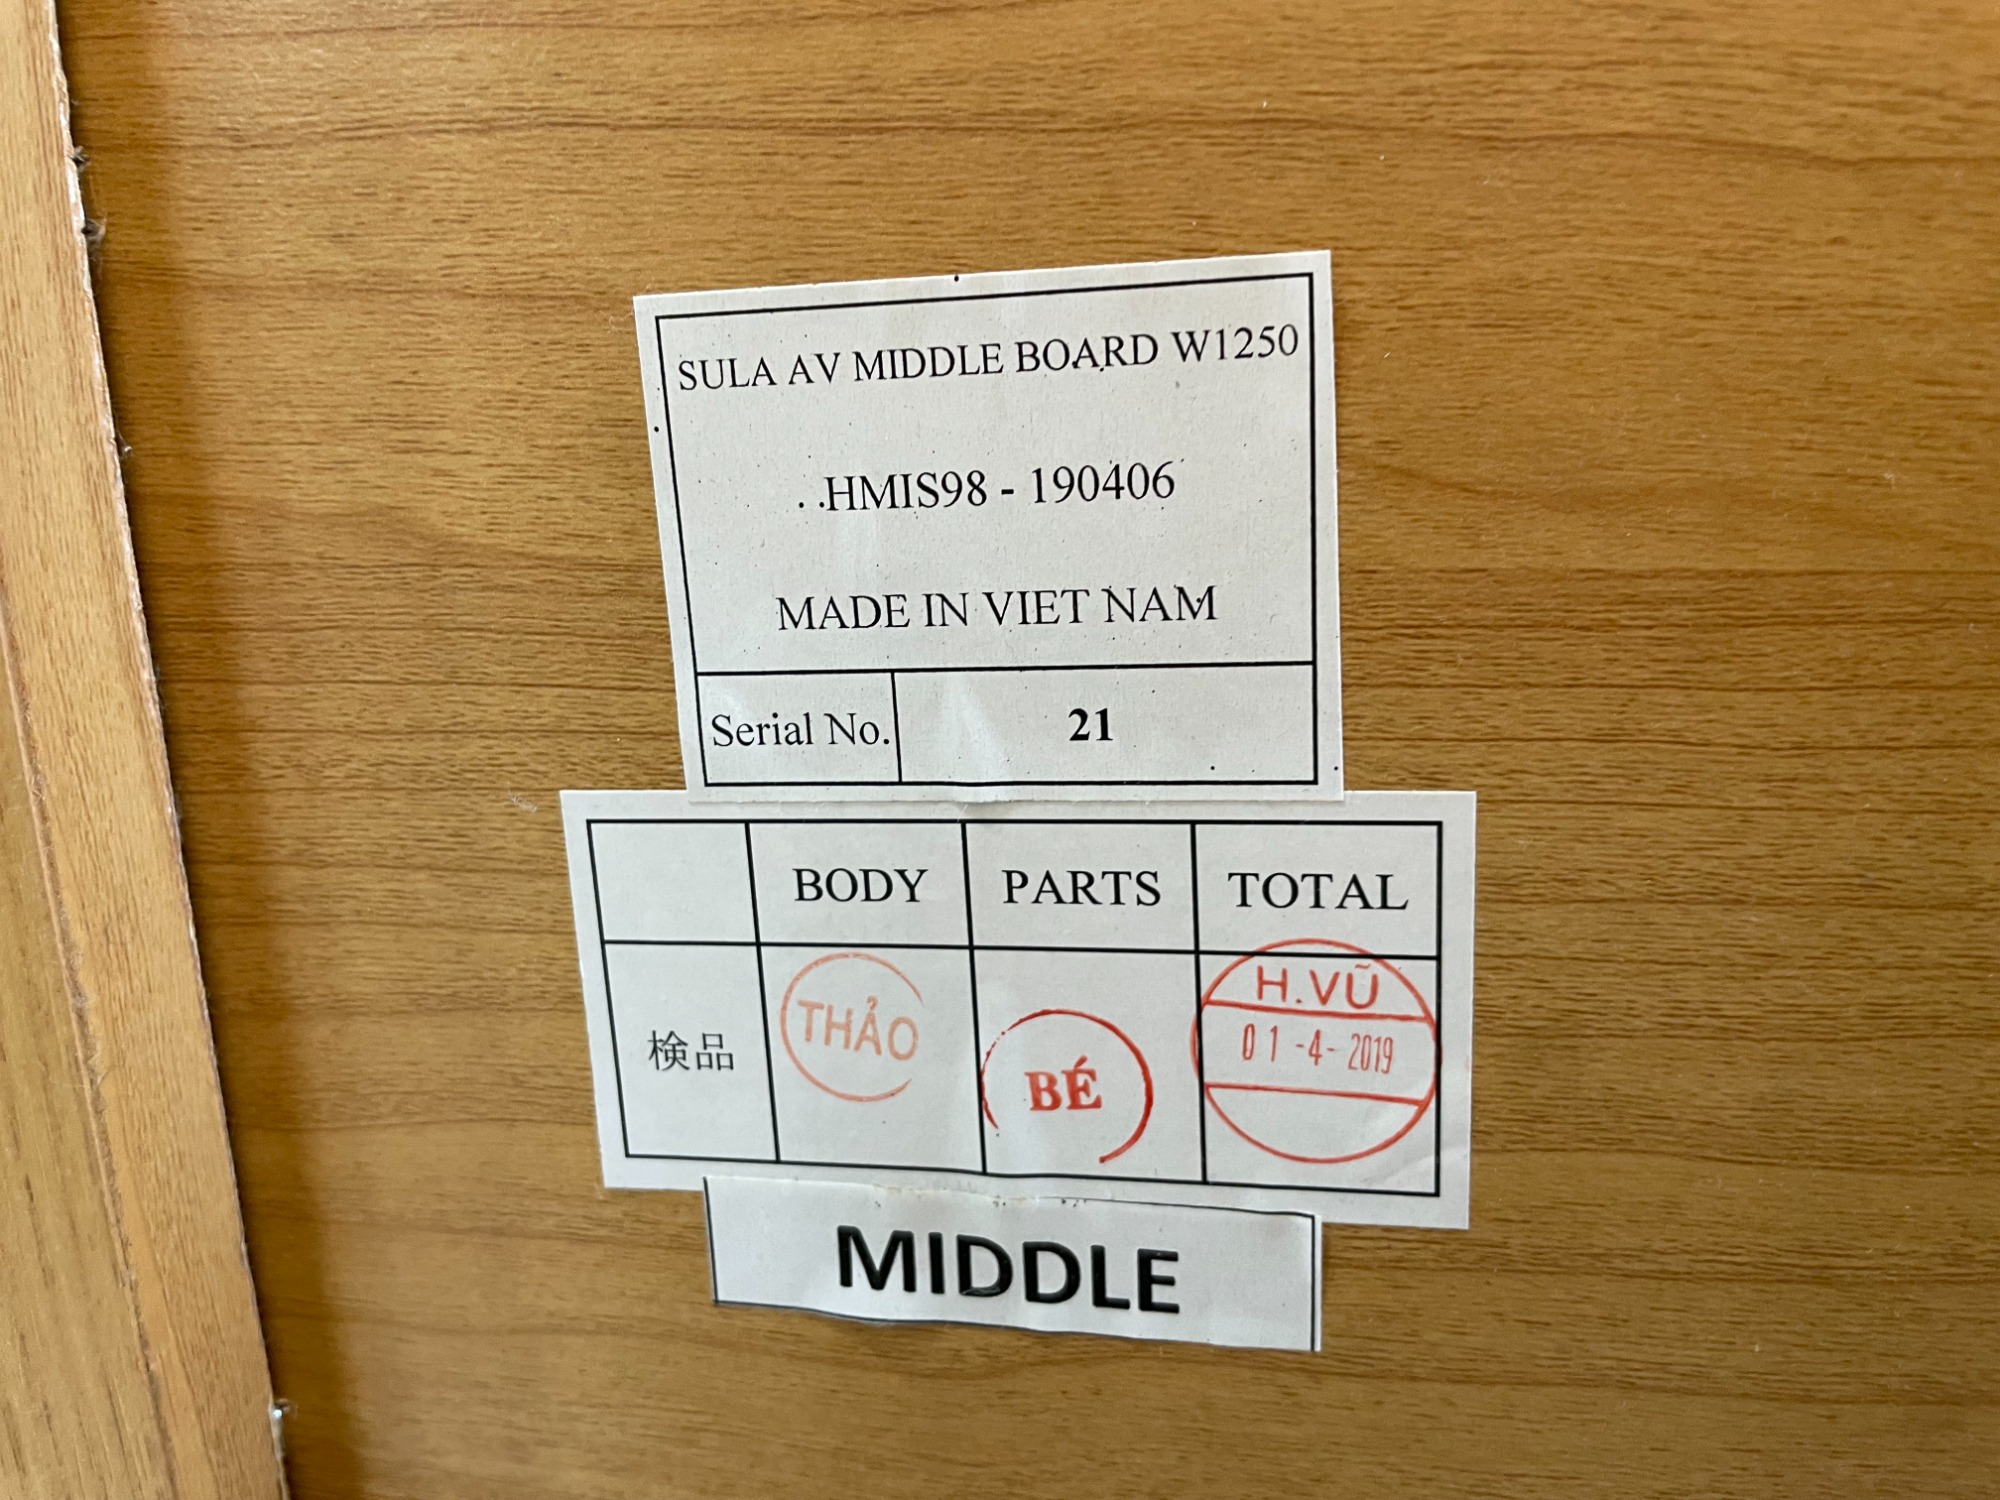 SULA AV MIDDLE BOARD W1250
HMIS98 - 190406
MADE IN VIET NAM
Serial No. 21
BODY PARTS TOTAL
検品 THẢO BÉ H.VŨ
01 -4- 2019
MIDDLE